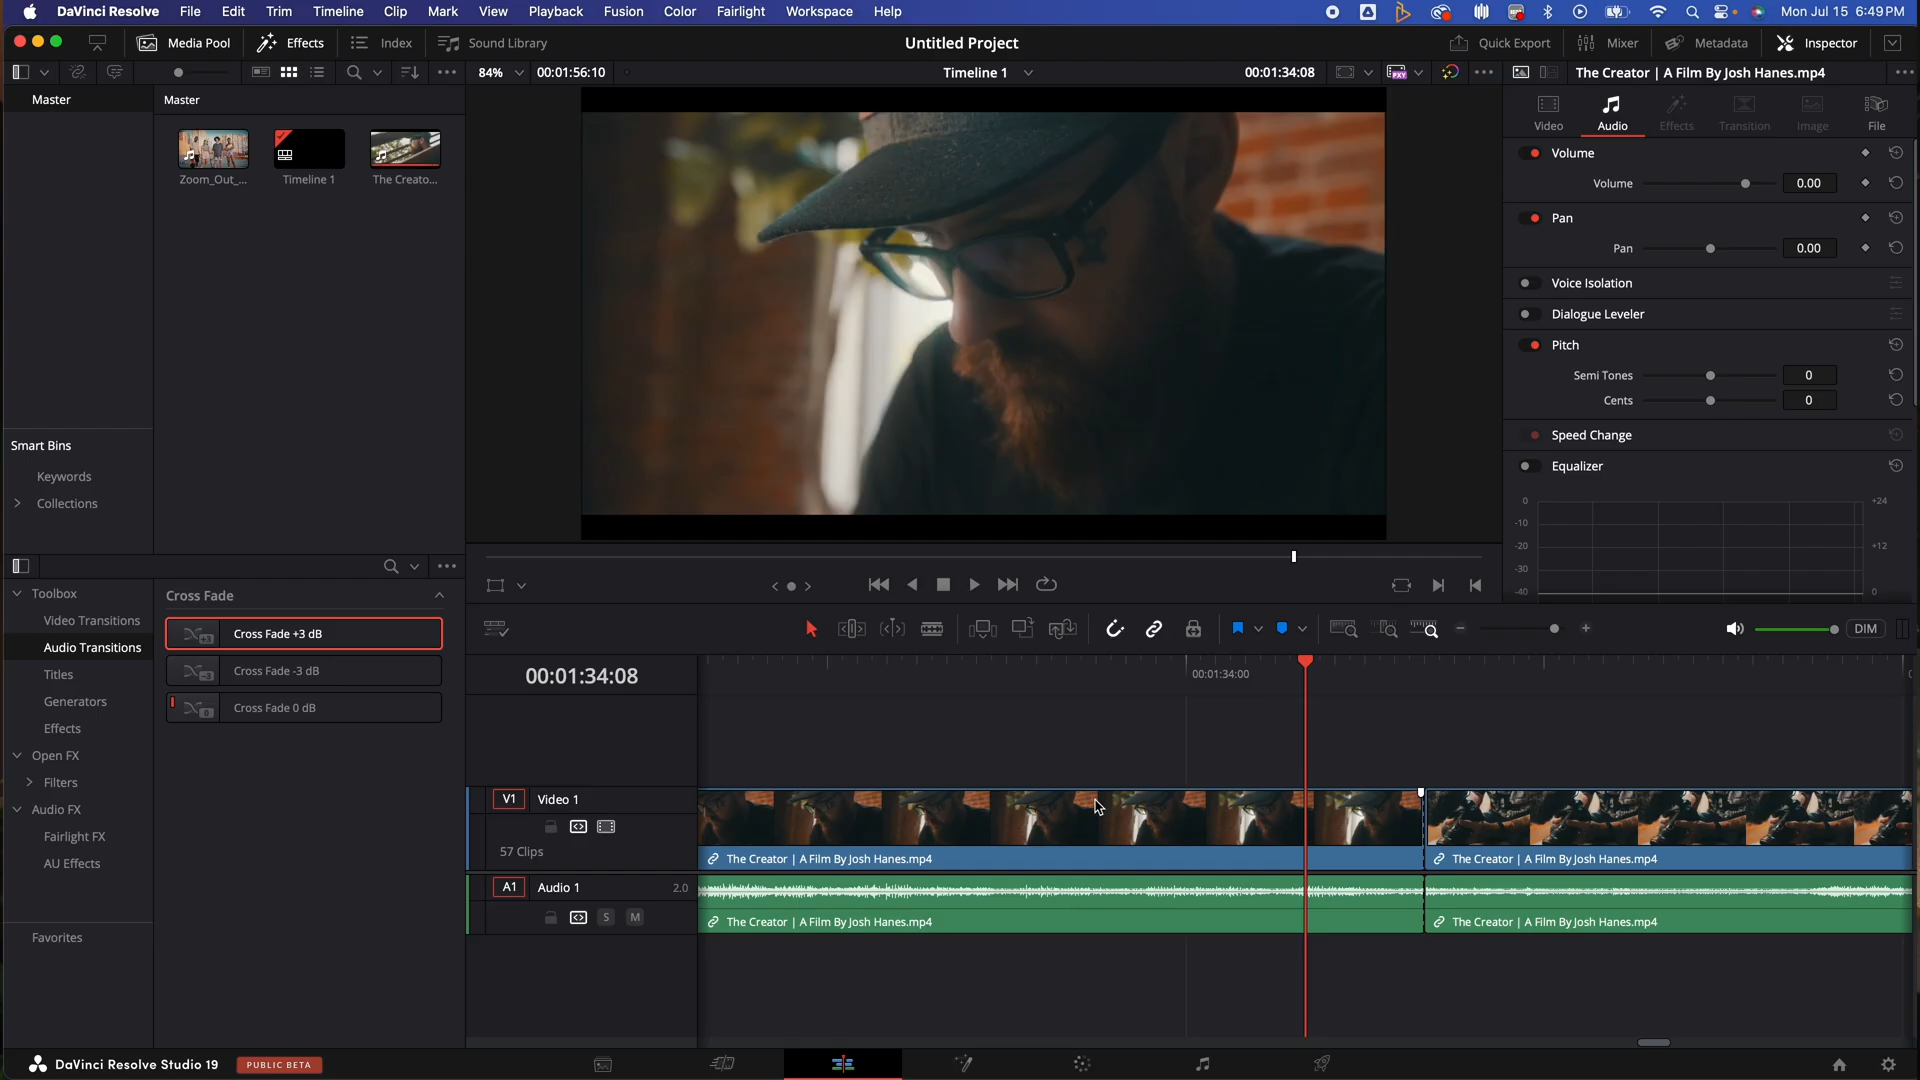 DaVinci Resolve File Edit Trim Timeline Clip Mark View Playback Fusion Color Fairlight Workspace Help Mon Jul 15 6:49 PM
Media Pool Effects Index Sound Library Untitled Project Quick Export Mixer Metadata Inspector
84% 00:01:56:10 Timeline 1 00:01:34:08 The Creator | A Film By Josh Hanes.mp4
Master Master
Video Audio Effects Transition Image File
Zoom_Out_... Timeline 1 The Creato...
Volume
Volume 0.00
Pan
Pan 0.00
Voice Isolation
Dialogue Leveler
Pitch
Semi Tones 0
Cents 0
Speed Change
Equalizer
0 +24
-10
-20 +12
-30
-40 0
Smart Bins
Keywords
Collections
Toolbox
Video Transitions
Audio Transitions
Titles
Generators
Effects
Open FX
Filters
Audio FX
Fairlight FX
AU Effects
Favorites
Cross Fade
+3 Cross Fade +3 dB
-3 Cross Fade -3 dB
0 Cross Fade 0 dB
DIM
00:01:34:08 00:01:34:00
V1 Video 1
57 Clips
The Creator | A Film By Josh Hanes.mp4 The Creator | A Film By Josh Hanes.mp4
A1 Audio 1 2.0
S M
The Creator | A Film By Josh Hanes.mp4 The Creator | A Film By Josh Hanes.mp4
DaVinci Resolve Studio 19 PUBLIC BETA